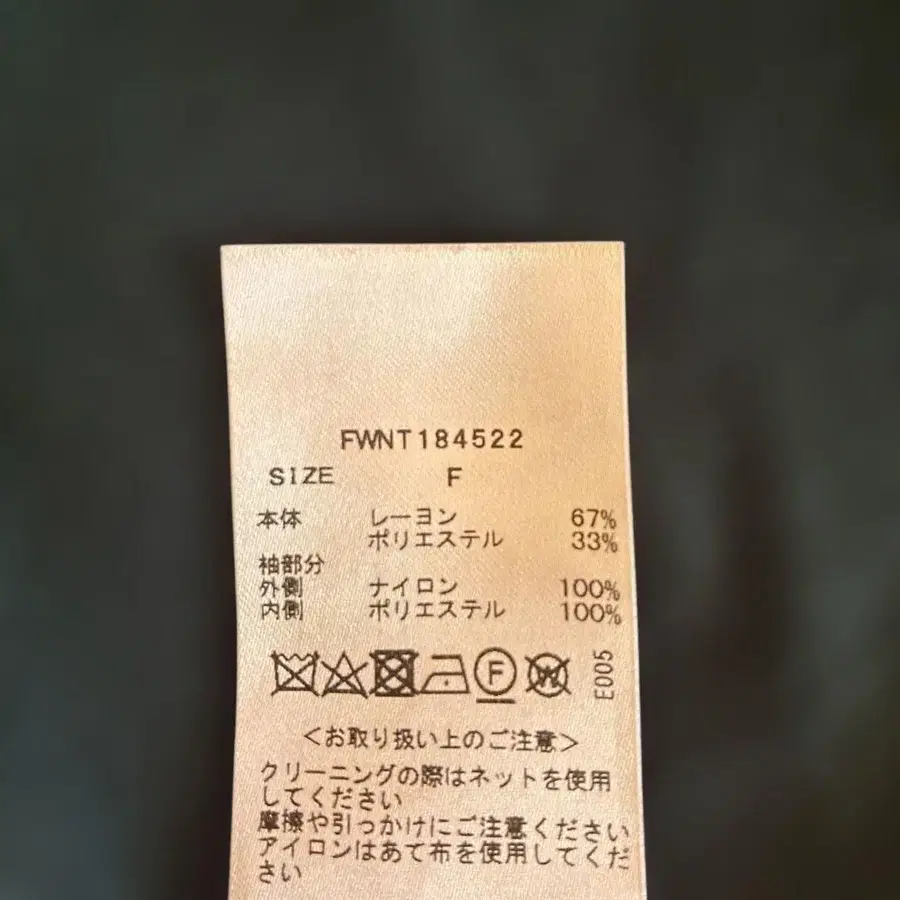 FWNT184522
SIZE F
本体 レーヨン 67%
ポリエステル 33%
袖部分
外側 ナイロン 100%
内側 ポリエステル 100%
F W E005
<お取り扱い上のご注意>
クリーニングの際はネットを使用
してください
摩擦や引っかけにご注意ください
アイロンはあて布を使用してくだ
さい